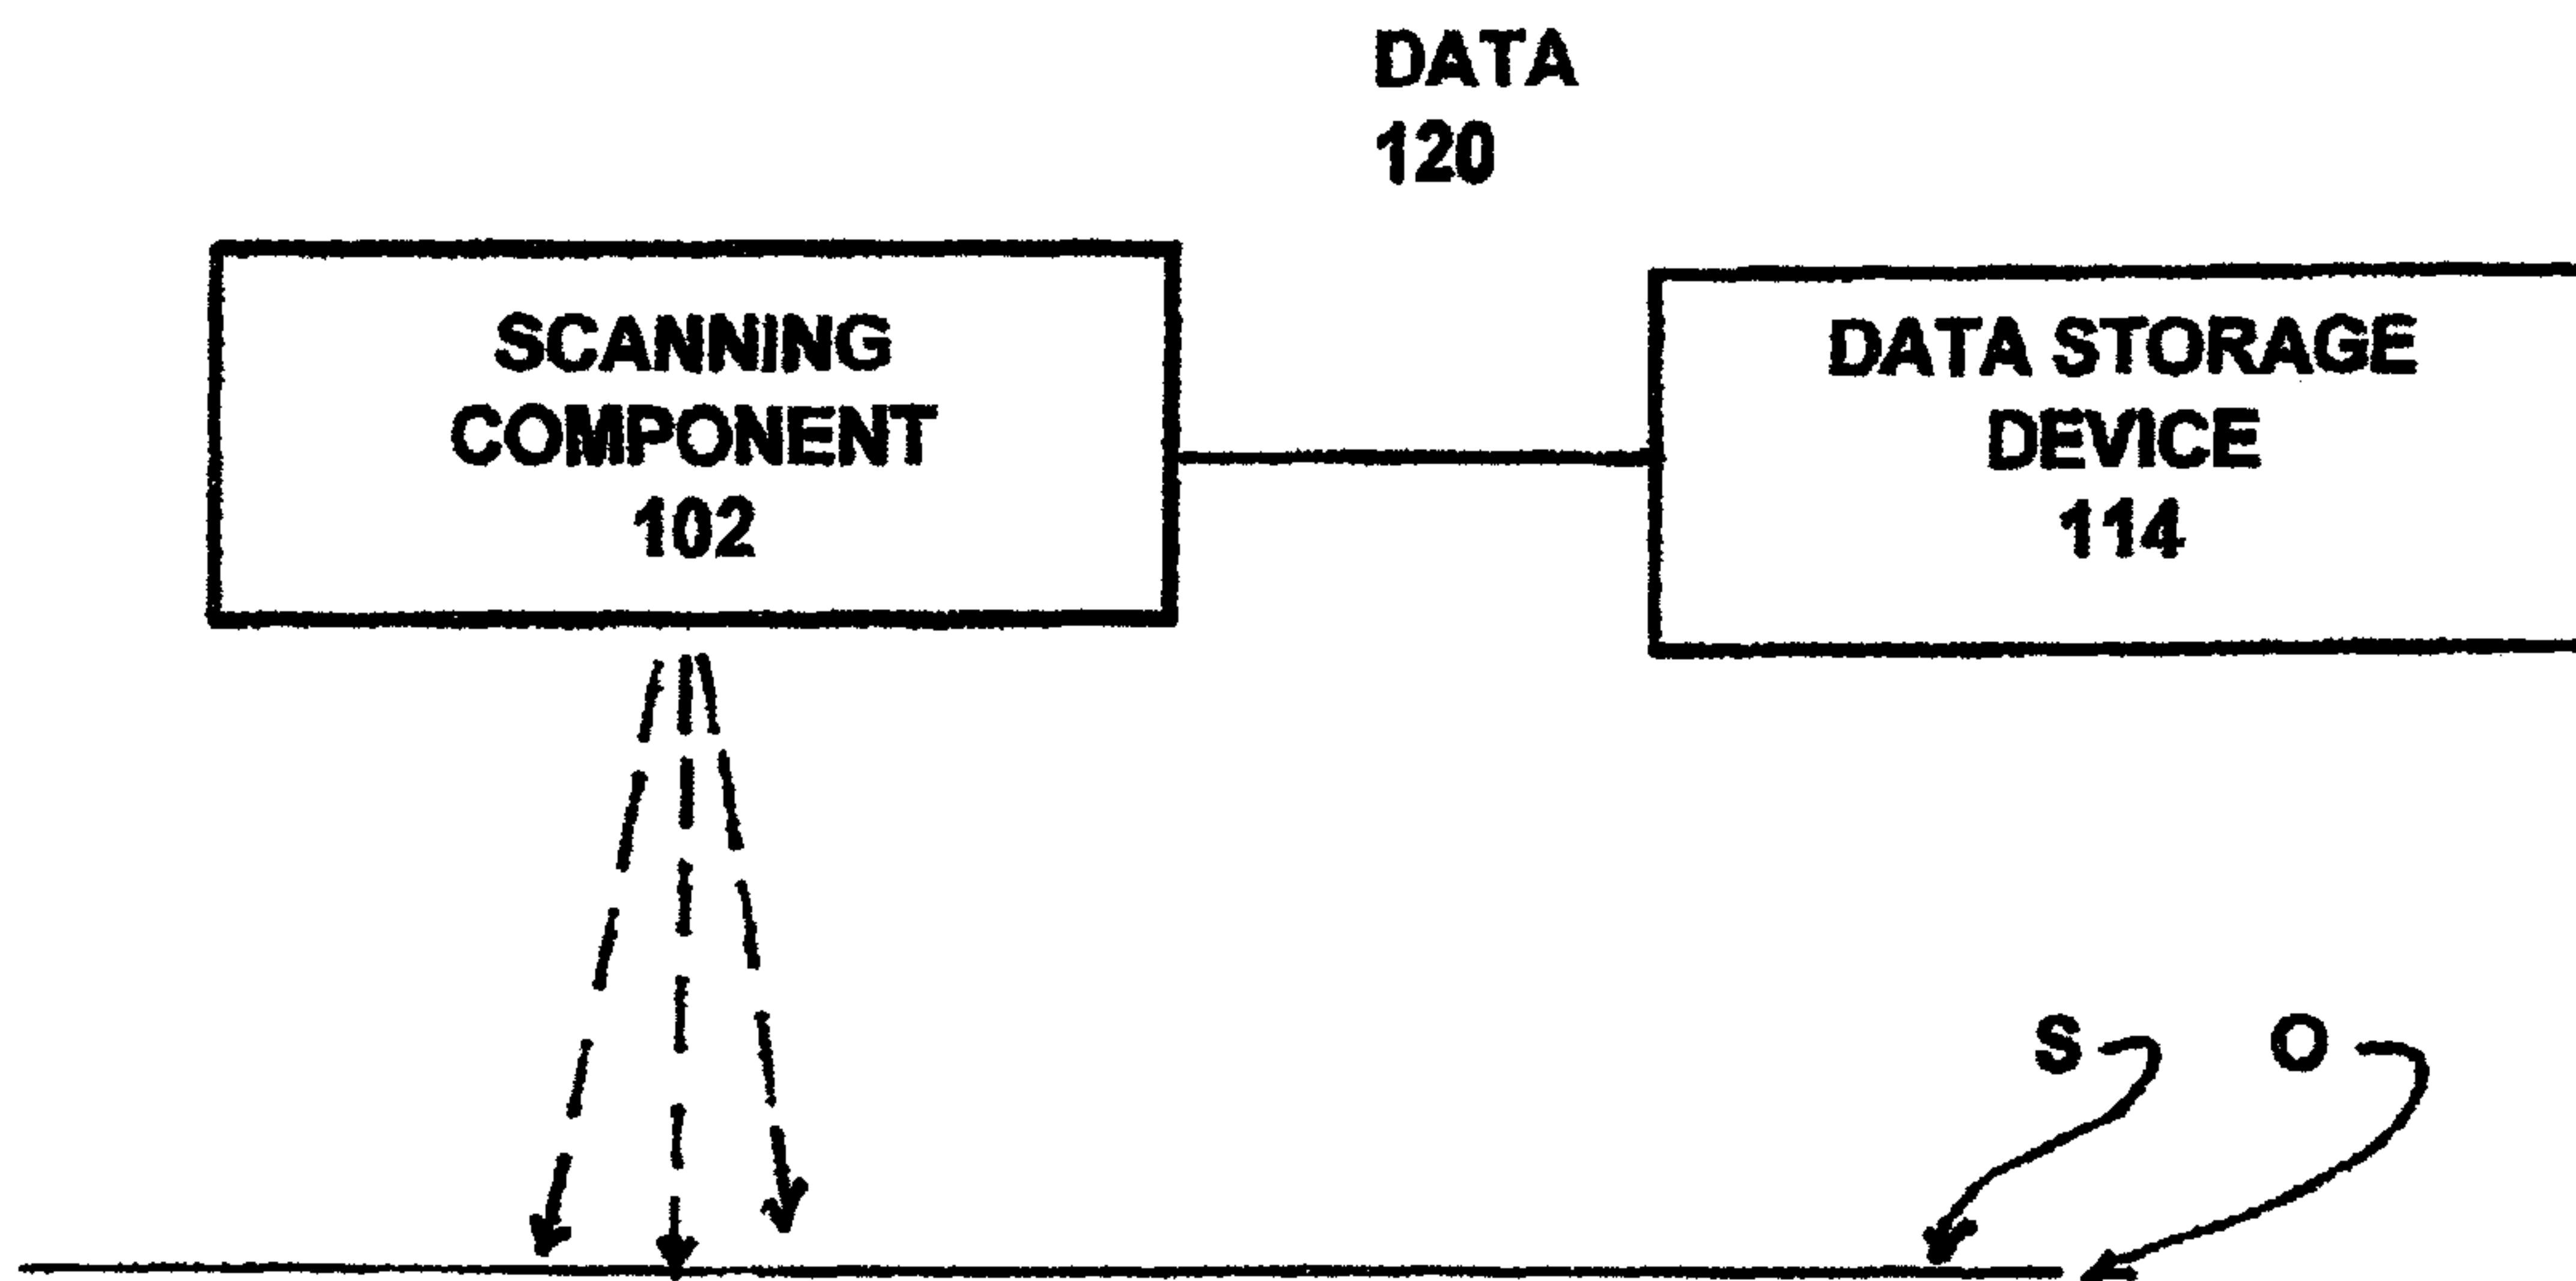 DATA
120
SCANNING
COMPONENT
102
DATA STORAGE
DEVICE
114
S
O